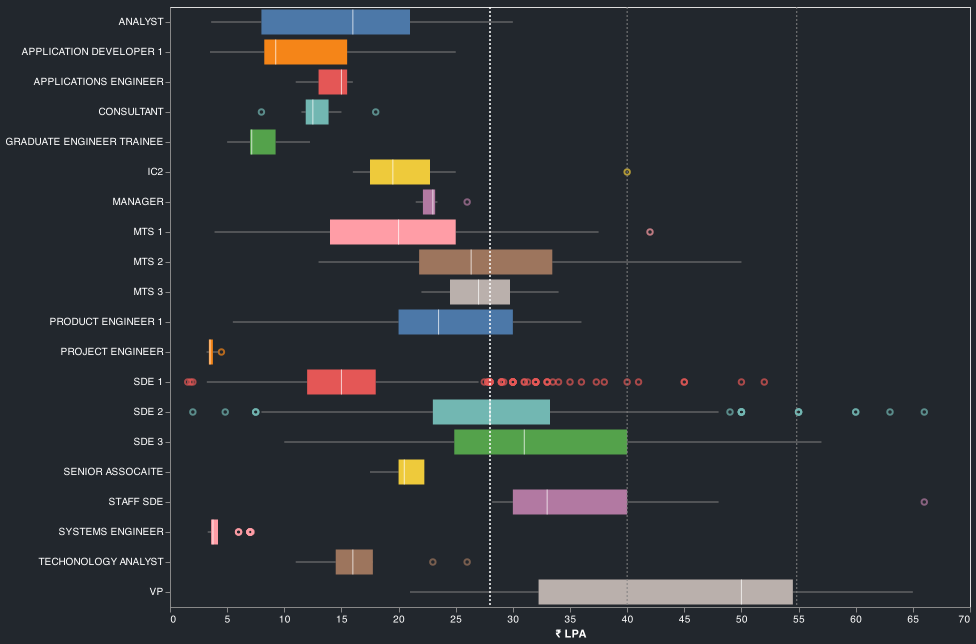 ANALYST
APPLICATION DEVELOPER 1
APPLICATIONS ENGINEER
CONSULTANT
GRADUATE ENGINEER TRAINEE
IC2
MANAGER
MTS 1
MTS 2
MTS 3
PRODUCT ENGINEER 1
PROJECT ENGINEER
SDE 1
SDE 2
SDE 3
SENIOR ASSOCAITE
STAFF SDE
SYSTEMS ENGINEER
TECHONOLOGY ANALYST
VP
0 5 10 15 20 25 30 35 40 45 50 55 60 65 70
₹ LPA